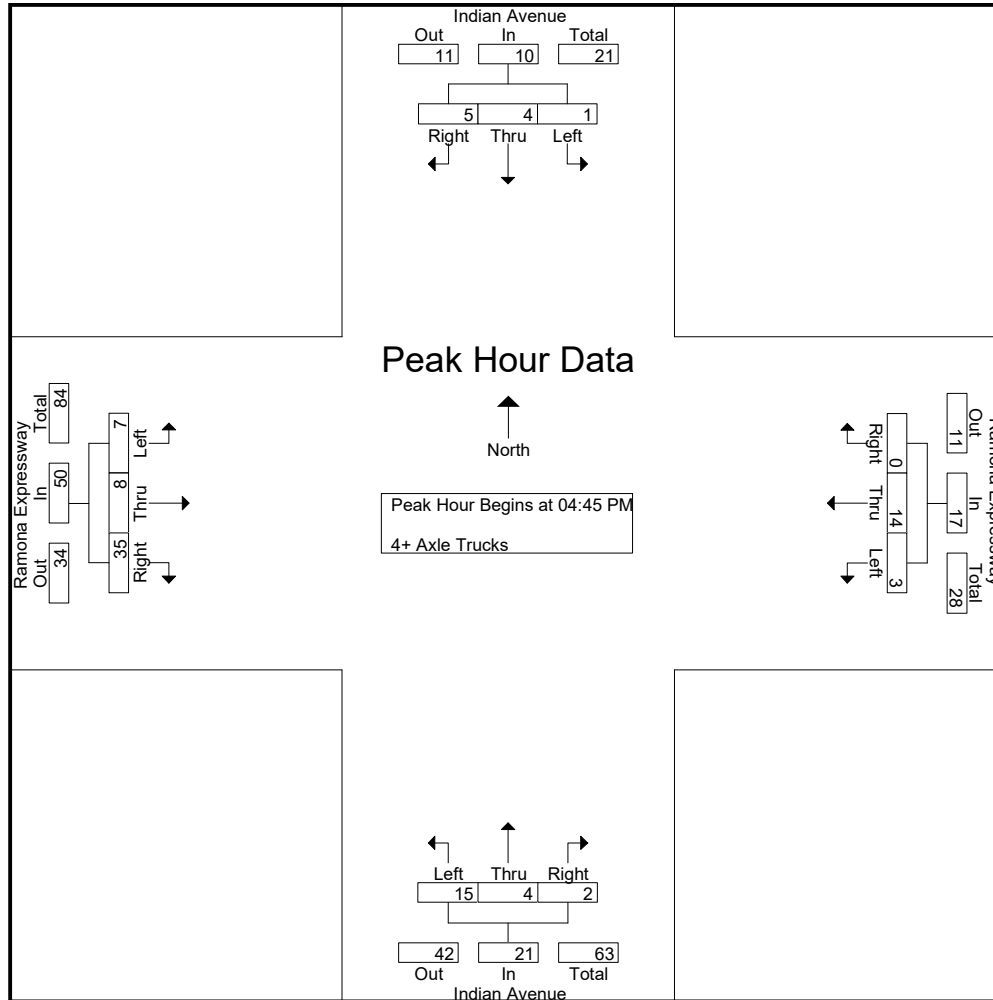 Indian Avenue
Out In Total
11 10 21
5 4 1
Right Thru Left
Peak Hour Data
North
Peak Hour Begins at 04:45 PM
4+ Axle Trucks
Ramona Expressway
Out In Total
34 50 84
7 8 35
Left Thru Right
Ramona Expressway
Out In Total
11 17 28
0 14 3
Right Thru Left
Left Thru Right
15 4 2
42 21 63
Out In Total
Indian Avenue